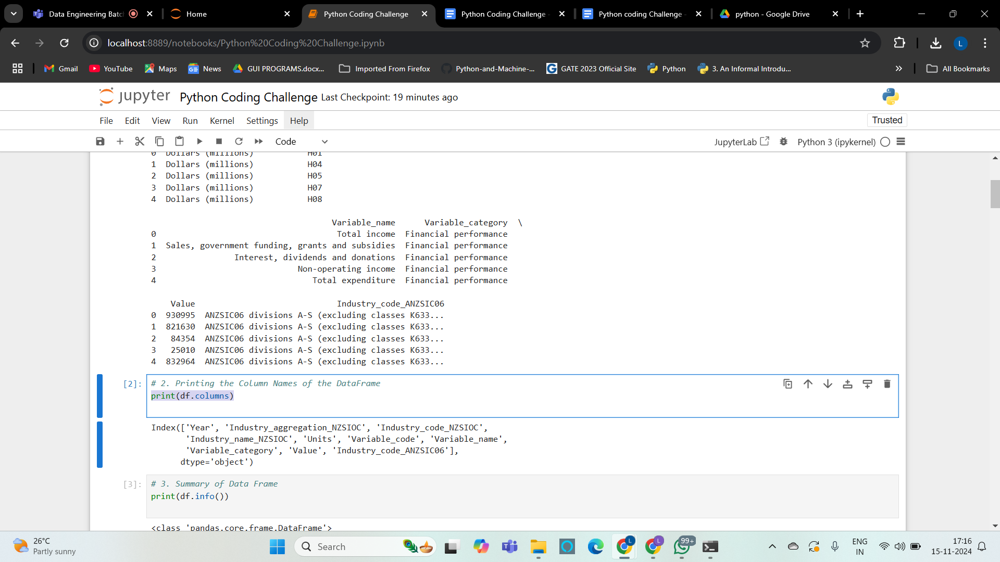 Data Engineering Batc
Home
Python Coding Challenge
Python Coding Challenge -
Python coding Challenge -
python - Google Drive
localhost:8889/notebooks/Python%20Coding%20Challenge.ipynb
L
Gmail
YouTube
Maps
News
GUI PROGRAMS.docx...
Imported From Firefox
Python-and-Machine-...
GATE 2023 Official Site
Python
3. An Informal Introdu...
All Bookmarks
jupyter Python Coding Challenge Last Checkpoint: 19 minutes ago
File Edit View Run Kernel Settings Help
Trusted
Code
JupyterLab
Python 3 (ipykernel)
0 Dollars (millions) H01
1 Dollars (millions) H04
2 Dollars (millions) H05
3 Dollars (millions) H07
4 Dollars (millions) H08
Variable_name Variable_category \
0 Total income Financial performance
1 Sales, government funding, grants and subsidies Financial performance
2 Interest, dividends and donations Financial performance
3 Non-operating income Financial performance
4 Total expenditure Financial performance
Value Industry_code_ANZSIC06
0 930995 ANZSIC06 divisions A-S (excluding classes K633...
1 821630 ANZSIC06 divisions A-S (excluding classes K633...
2 84354 ANZSIC06 divisions A-S (excluding classes K633...
3 25010 ANZSIC06 divisions A-S (excluding classes K633...
4 832964 ANZSIC06 divisions A-S (excluding classes K633...
[2]: # 2. Printing the Column Names of the DataFrame
print(df.columns)
Index(['Year', 'Industry_aggregation_NZSIOC', 'Industry_code_NZSIOC',
'Industry_name_NZSIOC', 'Units', 'Variable_code', 'Variable_name',
'Variable_category', 'Value', 'Industry_code_ANZSIC06'],
dtype='object')
[3]: # 3. Summary of Data Frame
print(df.info())
<class 'pandas.core.frame.DataFrame'>
26°C
Partly sunny
Search
L
L
99+
ENG
IN
17:16
15-11-2024